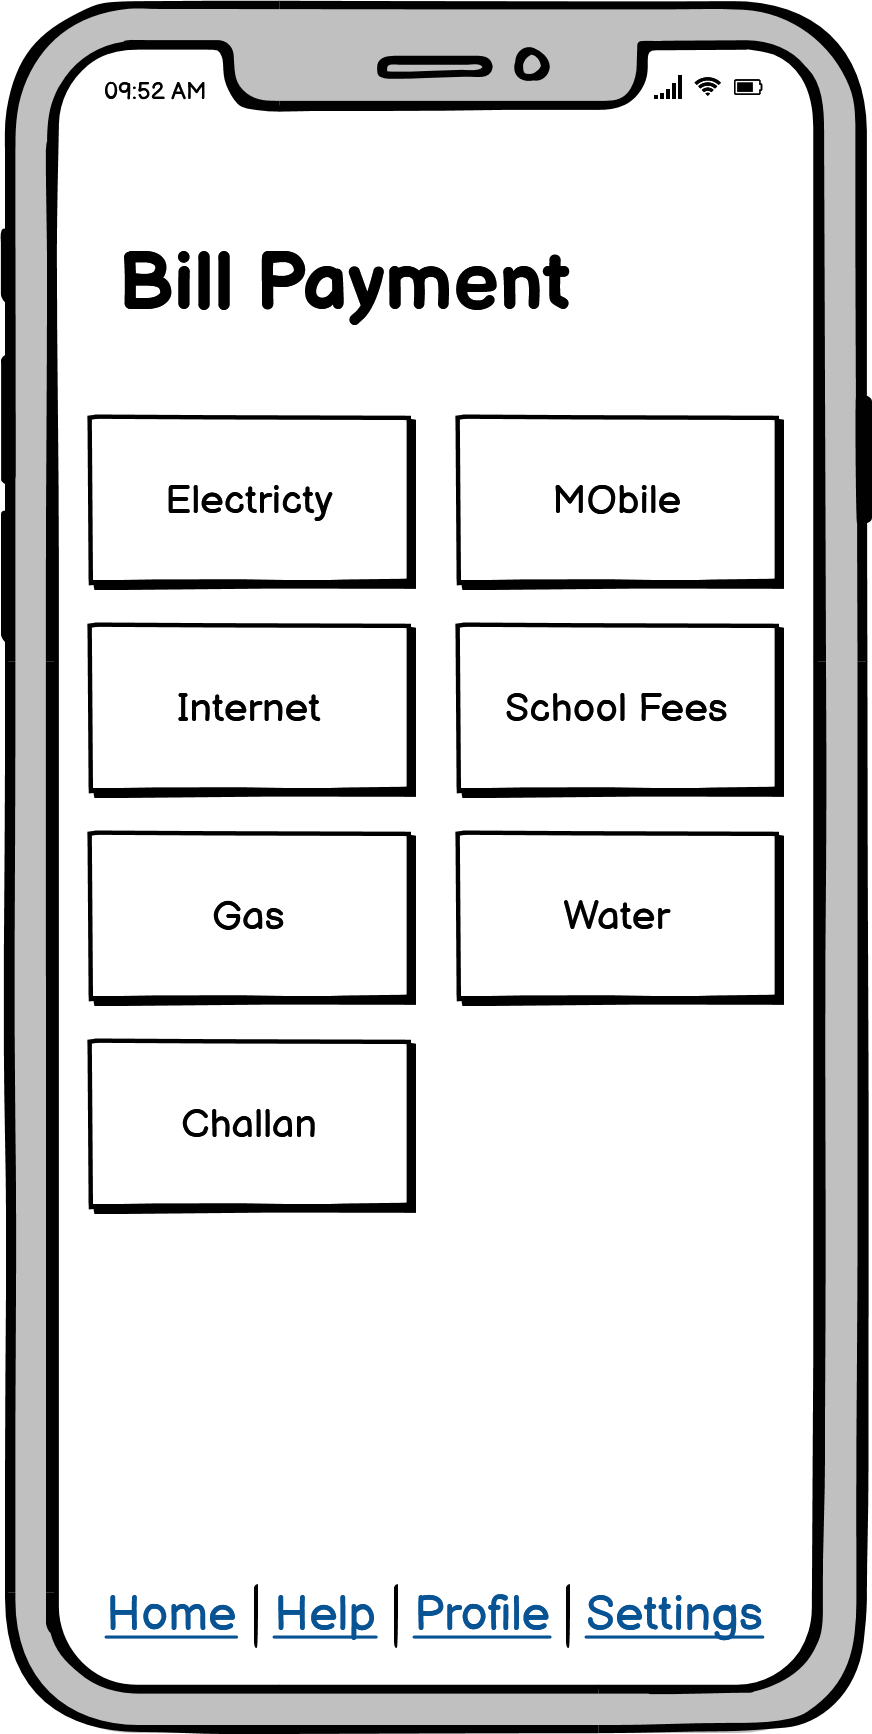 09:52 AM
Bill Payment
Electricty
MObile
Internet
School Fees
Gas
Water
Challan
Home | Help | Profile | Settings